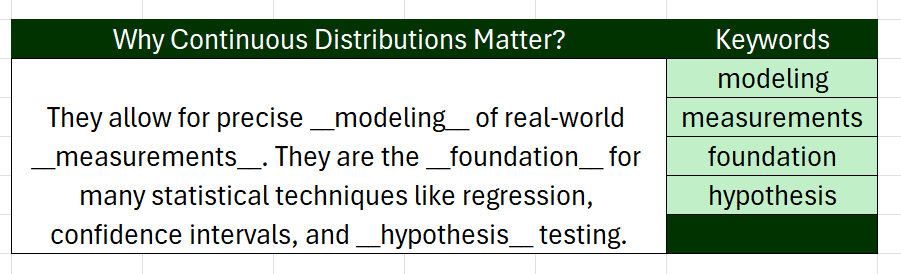 Why Continuous Distributions Matter?
Keywords
They allow for precise __modeling__ of real-world
__measurements__. They are the __foundation__ for
many statistical techniques like regression,
confidence intervals, and __hypothesis__ testing.
modeling
measurements
foundation
hypothesis